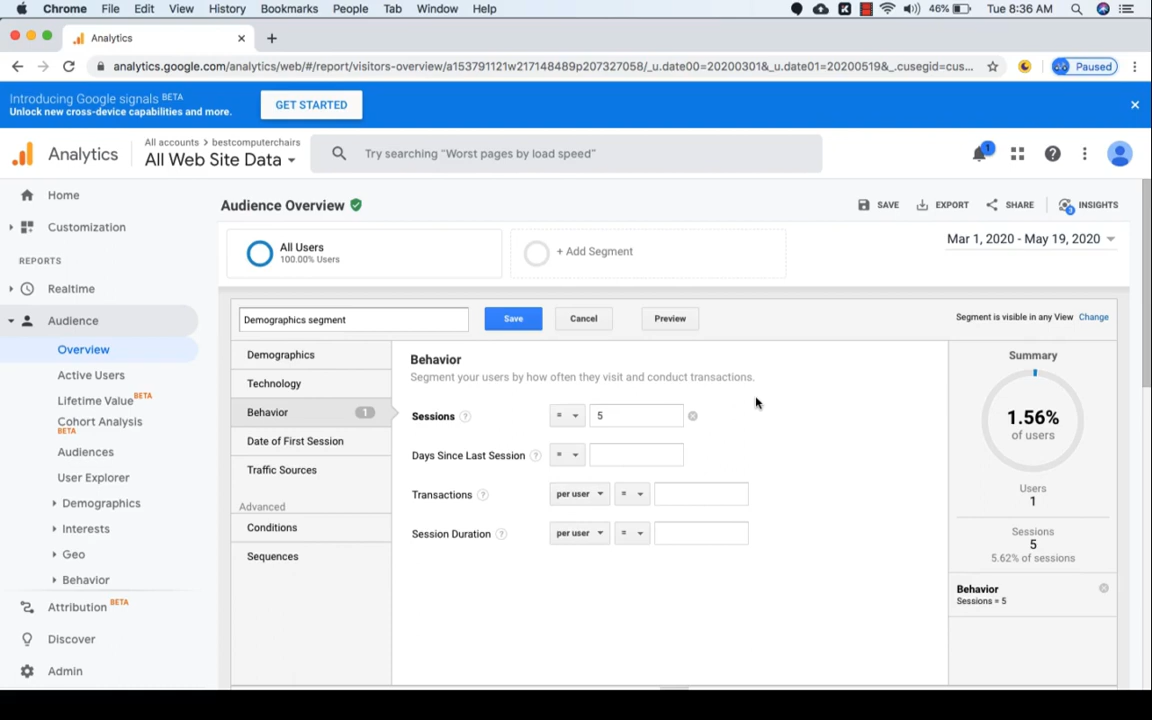 Chrome File Edit View History Bookmarks People Tab Window Help 46% Tue 8:36 AM
Analytics
analytics.google.com/analytics/web/#/report/visitors-overview/a153791121w217148489p207327058/_u.date00=20200301&_u.date01=20200519&_.cusegid=cus... Paused
Introducing Google signals BETA
Unlock new cross-device capabilities and more.
GET STARTED
Analytics
All accounts > bestcomputerchairs
All Web Site Data
Try searching "Worst pages by load speed"
1
Home
Customization
REPORTS
Realtime
Audience
Overview
Active Users
Lifetime Value BETA
Cohort Analysis
BETA
Audiences
User Explorer
Demographics
Interests
Geo
Behavior
Attribution BETA
Discover
Admin
Audience Overview
SAVE EXPORT SHARE 3 INSIGHTS
All Users
100.00% Users
+ Add Segment
Mar 1, 2020 - May 19, 2020
Demographics segment
Save Cancel Preview
Segment is visible in any View Change
Demographics
Technology
Behavior 1
Date of First Session
Traffic Sources
Advanced
Conditions
Sequences
Behavior
Segment your users by how often they visit and conduct transactions.
Sessions ? = 5
Days Since Last Session ? =
Transactions ? per user =
Session Duration ? per user =
Summary
1.56%
of users
Users
1
Sessions
5
5.62% of sessions
Behavior
Sessions = 5